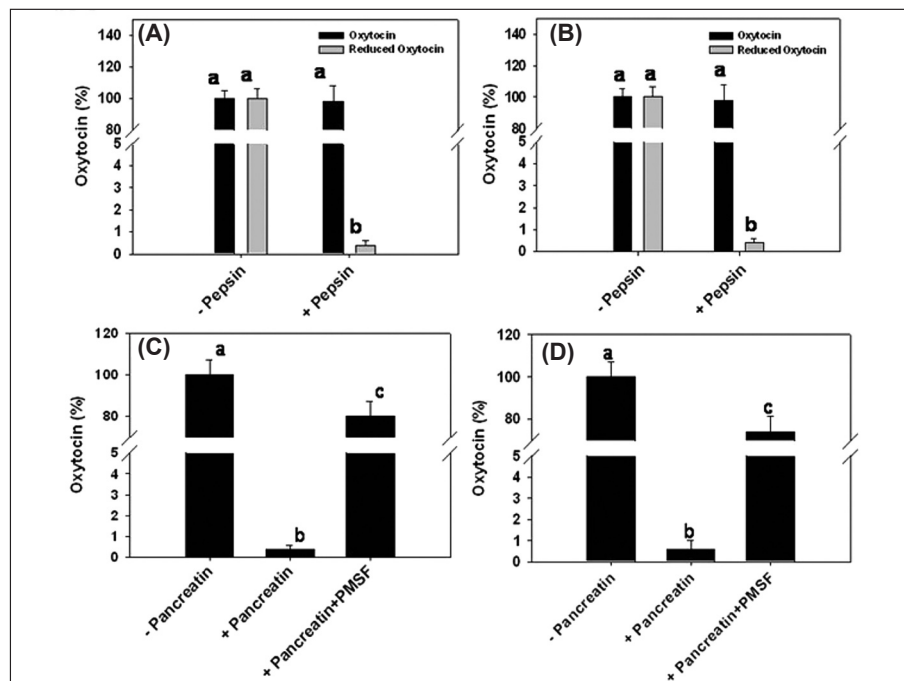 (A)
Oxytocin
Reduced Oxytocin
Oxytocin (%)
140
120
100
80
5
4
3
2
1
0
a
a
a
b
- Pepsin
+ Pepsin
(B)
Oxytocin
Reduced Oxytocin
Oxytocin (%)
140
120
100
80
5
4
3
2
1
0
a
a
a
b
- Pepsin
+ Pepsin
(C)
Oxytocin (%)
120
100
80
5
4
3
2
1
0
a
b
c
- Pancreatin
+ Pancreatin
+ Pancreatin+PMSF
(D)
Oxytocin (%)
120
100
80
5
4
3
2
1
0
a
b
c
- Pancreatin
+ Pancreatin
+ Pancreatin+PMSF